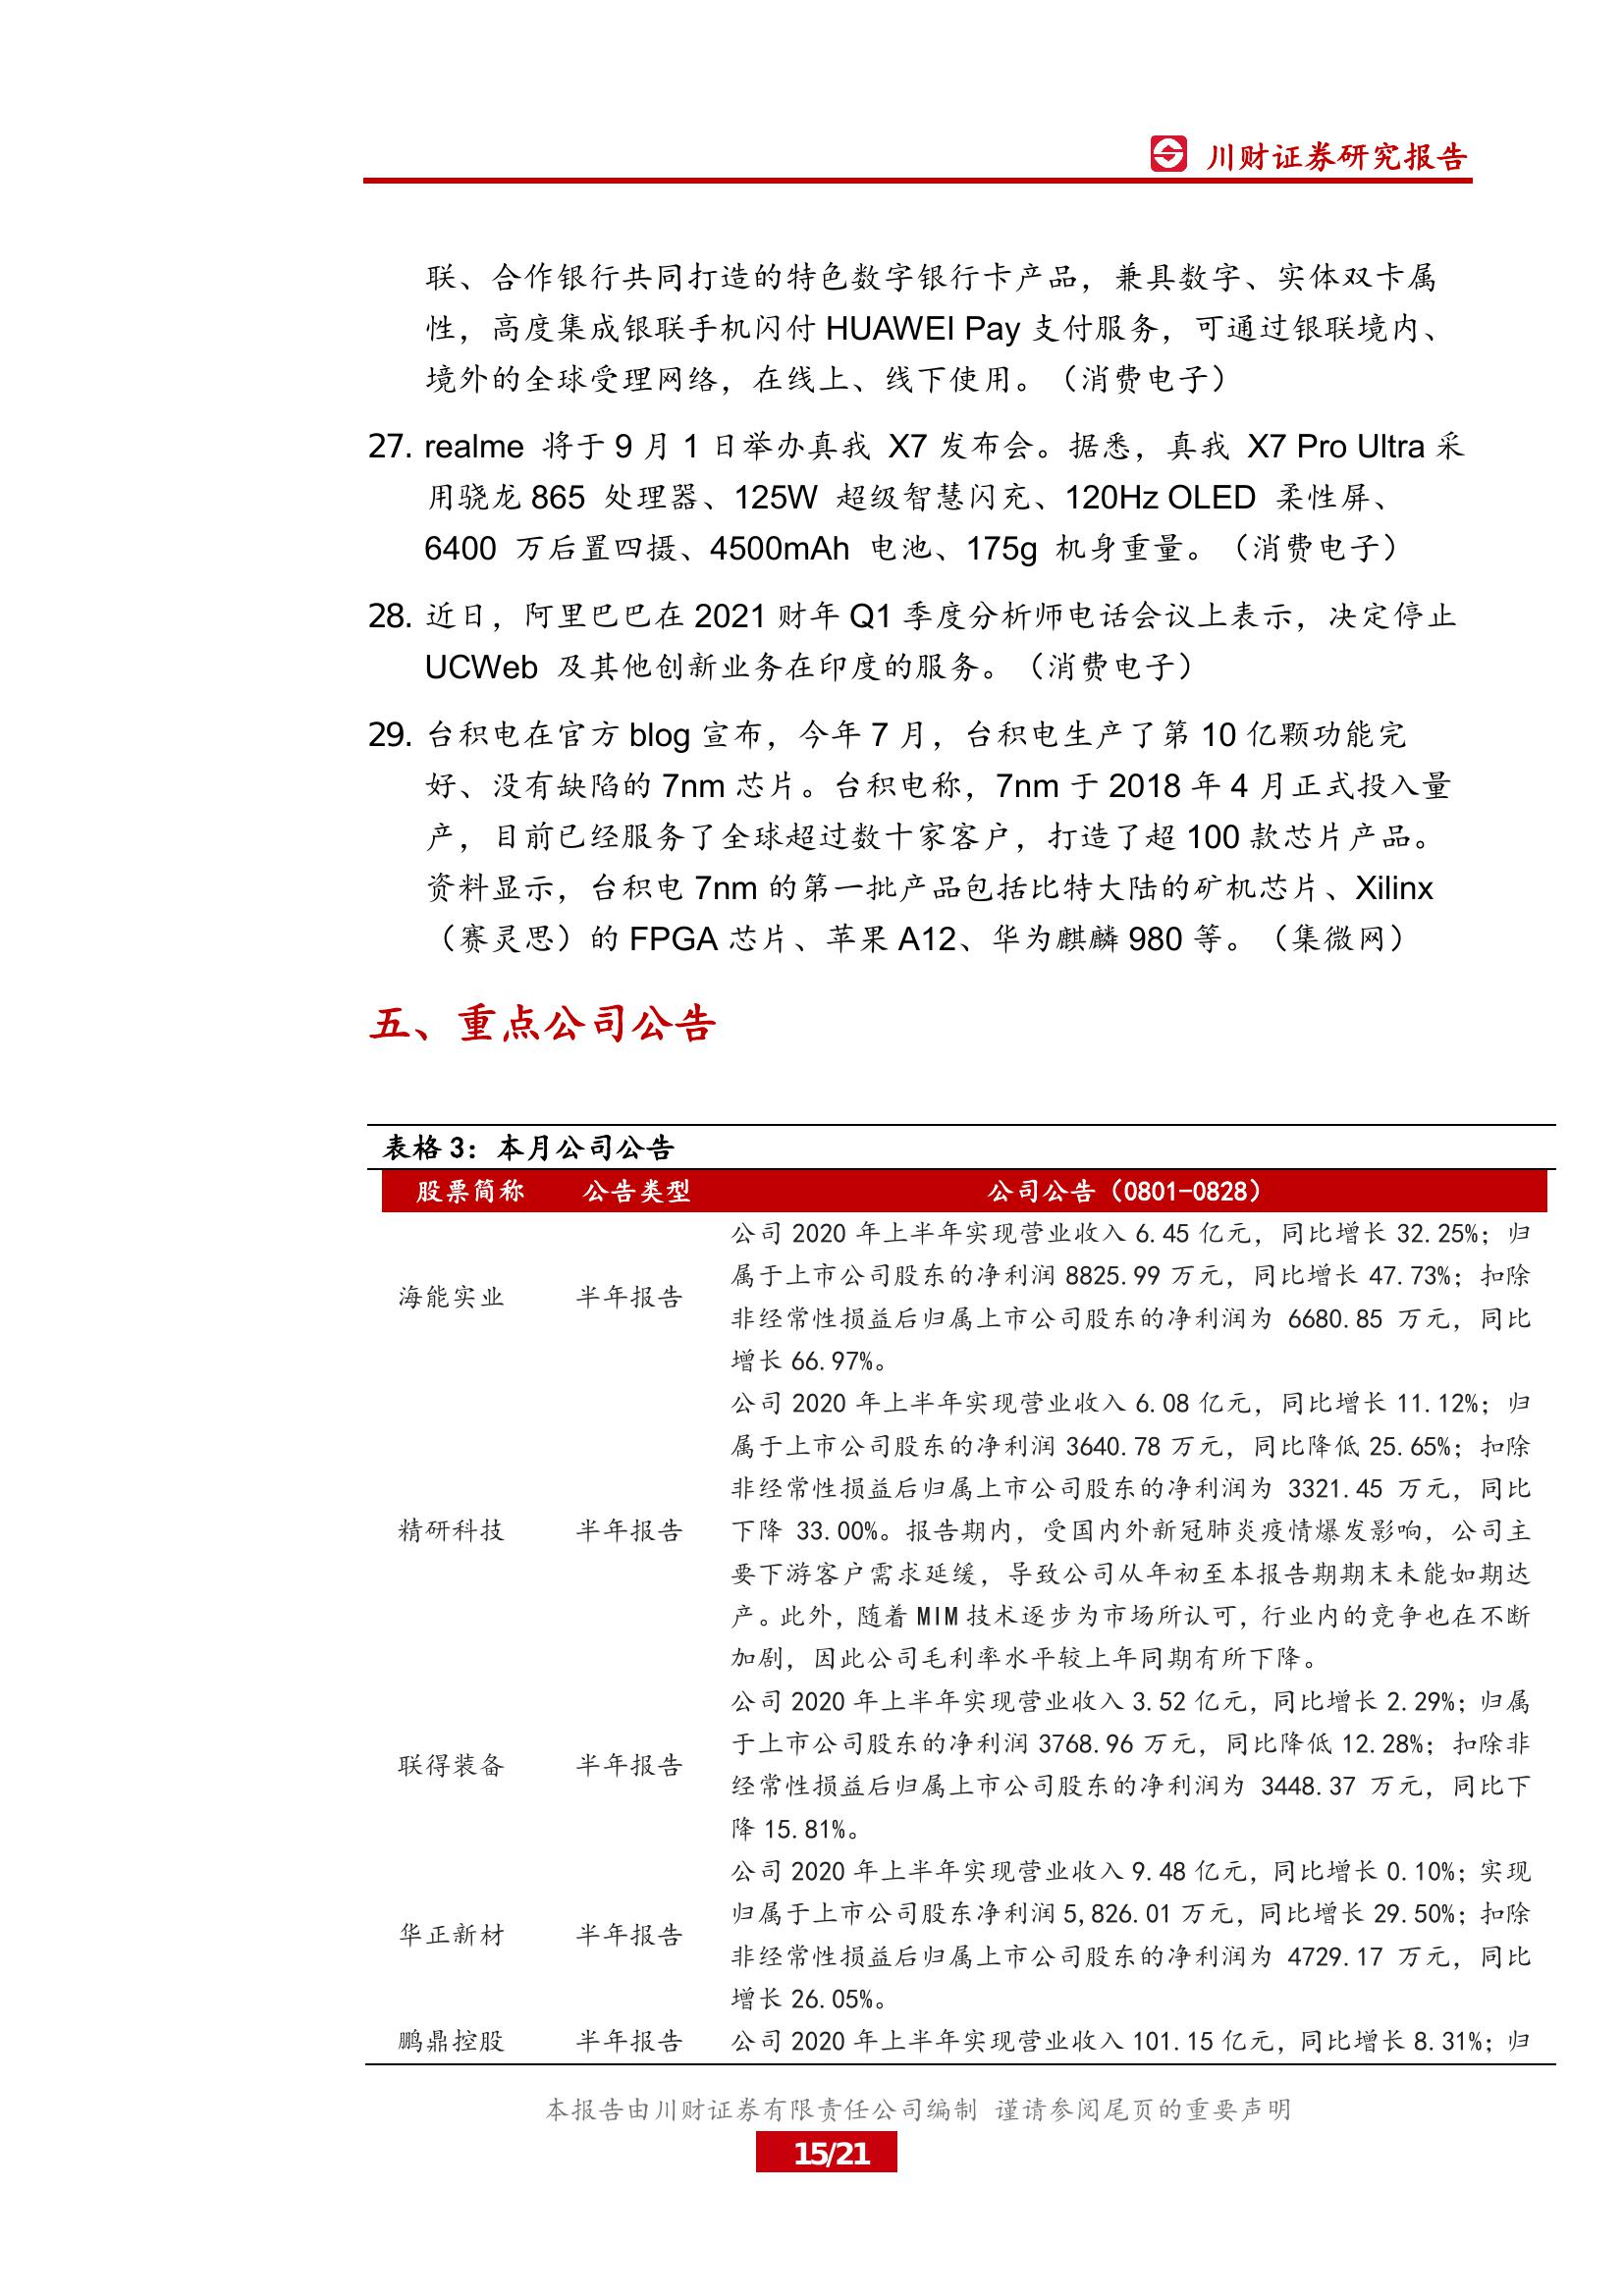 川财证券研究报告
联、合作银行共同打造的特色数字银行卡产品，兼具数字、实体双卡属
性，高度集成银联手机闪付 HUAWEI Pay 支付服务，可通过银联境内、
境外的全球受理网络，在线上、线下使用。（消费电子）
27. realme 将于 9 月 1 日举办真我 X7 发布会。据悉，真我 X7 Pro Ultra 采
用骁龙 865 处理器、125W 超级智慧闪充、120Hz OLED 柔性屏、
6400 万后置四摄、4500mAh 电池、175g 机身重量。（消费电子）
28. 近日，阿里巴巴在 2021 财年 Q1 季度分析师电话会议上表示，决定停止
UCWeb 及其他创新业务在印度的服务。（消费电子）
29. 台积电在官方 blog 宣布，今年 7 月，台积电生产了第 10 亿颗功能完
好、没有缺陷的 7nm 芯片。台积电称，7nm 于 2018 年 4 月正式投入量
产，目前已经服务了全球超过数十家客户，打造了超 100 款芯片产品。
资料显示，台积电 7nm 的第一批产品包括比特大陆的矿机芯片、Xilinx
（赛灵思）的 FPGA 芯片、苹果 A12、华为麒麟 980 等。（集微网）
五、重点公司公告
表格 3：本月公司公告
股票简称 公告类型 公司公告（0801-0828）
公司 2020 年上半年实现营业收入 6.45 亿元，同比增长 32.25%；归
属于上市公司股东的净利润 8825.99 万元，同比增长 47.73%；扣除
海能实业 半年报告
非经常性损益后归属上市公司股东的净利润为 6680.85 万元，同比
增长 66.97%。
公司 2020 年上半年实现营业收入 6.08 亿元，同比增长 11.12%；归
属于上市公司股东的净利润 3640.78 万元，同比降低 25.65%；扣除
非经常性损益后归属上市公司股东的净利润为 3321.45 万元，同比
精研科技 半年报告 下降 33.00%。报告期内，受国内外新冠肺炎疫情爆发影响，公司主
要下游客户需求延缓，导致公司从年初至本报告期期末未能如期达
产。此外，随着 MIM 技术逐步为市场所认可，行业内的竞争也在不断
加剧，因此公司毛利率水平较上年同期有所下降。
公司 2020 年上半年实现营业收入 3.52 亿元，同比增长 2.29%；归属
于上市公司股东的净利润 3768.96 万元，同比降低 12.28%；扣除非
联得装备 半年报告
经常性损益后归属上市公司股东的净利润为 3448.37 万元，同比下
降 15.81%。
公司 2020 年上半年实现营业收入 9.48 亿元，同比增长 0.10%；实现
归属于上市公司股东净利润 5,826.01 万元，同比增长 29.50%；扣除
华正新材 半年报告
非经常性损益后归属上市公司股东的净利润为 4729.17 万元，同比
增长 26.05%。
鹏鼎控股 半年报告 公司 2020 年上半年实现营业收入 101.15 亿元，同比增长 8.31%；归
本报告由川财证券有限责任公司编制 谨请参阅尾页的重要声明
15/21